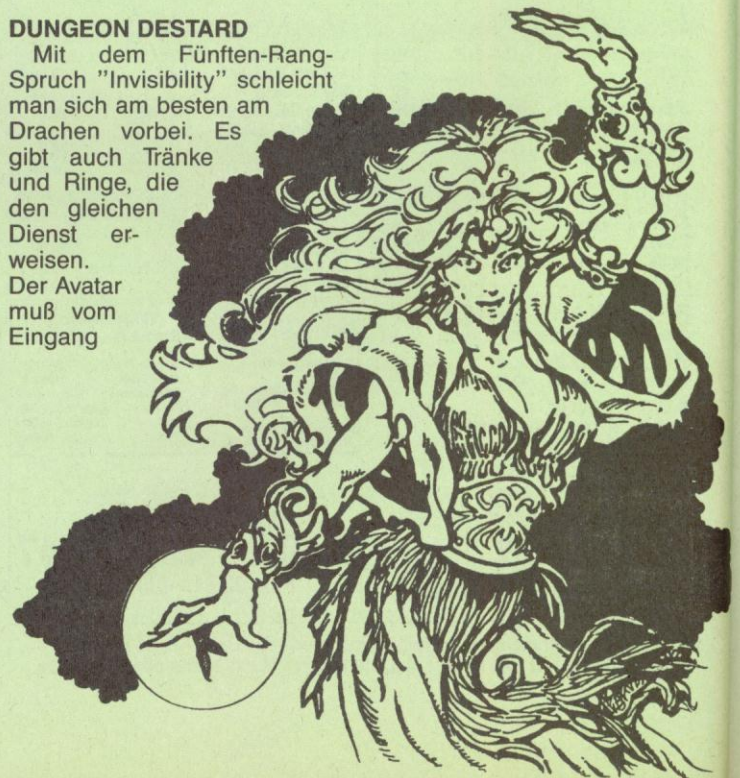 DUNGEON DESTARD
Mit dem Fünften-Rang-
Spruch "Invisibility" schleicht
man sich am besten am
Drachen vorbei. Es
gibt auch Tränke
und Ringe, die
den gleichen
Dienst er-
weisen.
Der Avatar
muß vom
Eingang